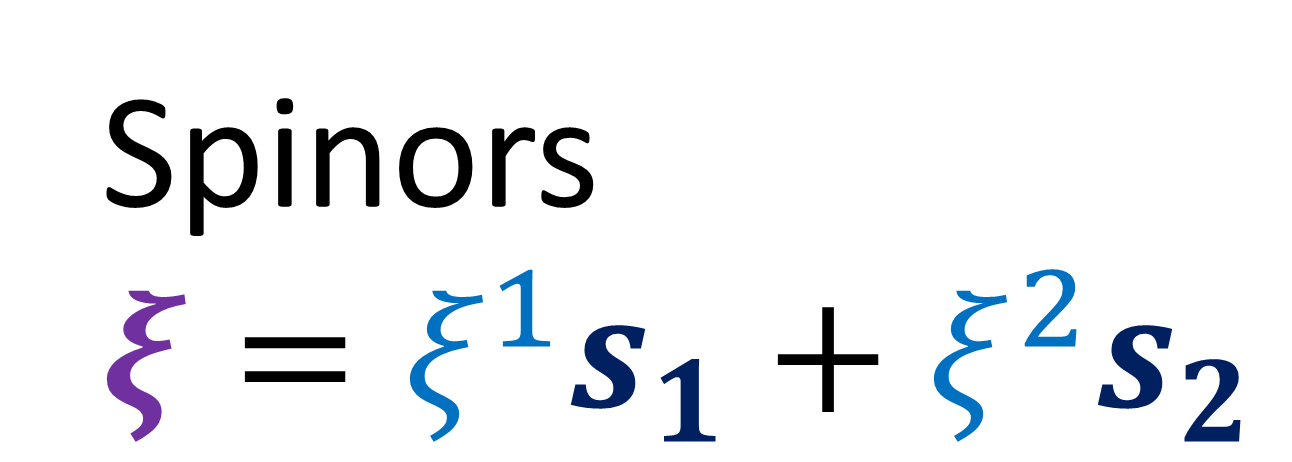 Spinors
ξ = ξ¹s₁ + ξ²s₂